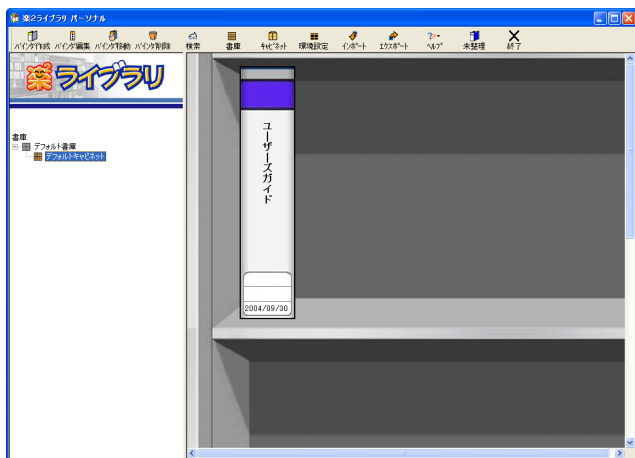 楽2ライブラリ パーソナル
バインダ作成 バインダ編集 バインダ移動 バインダ削除 検索 書庫 キャビネット 環境設定 インポート エクスポート ヘルプ 未整理 終了
楽ライブラリ
書庫
デフォルト書庫
デフォルトキャビネット
ユーザーズガイド
2004/09/30